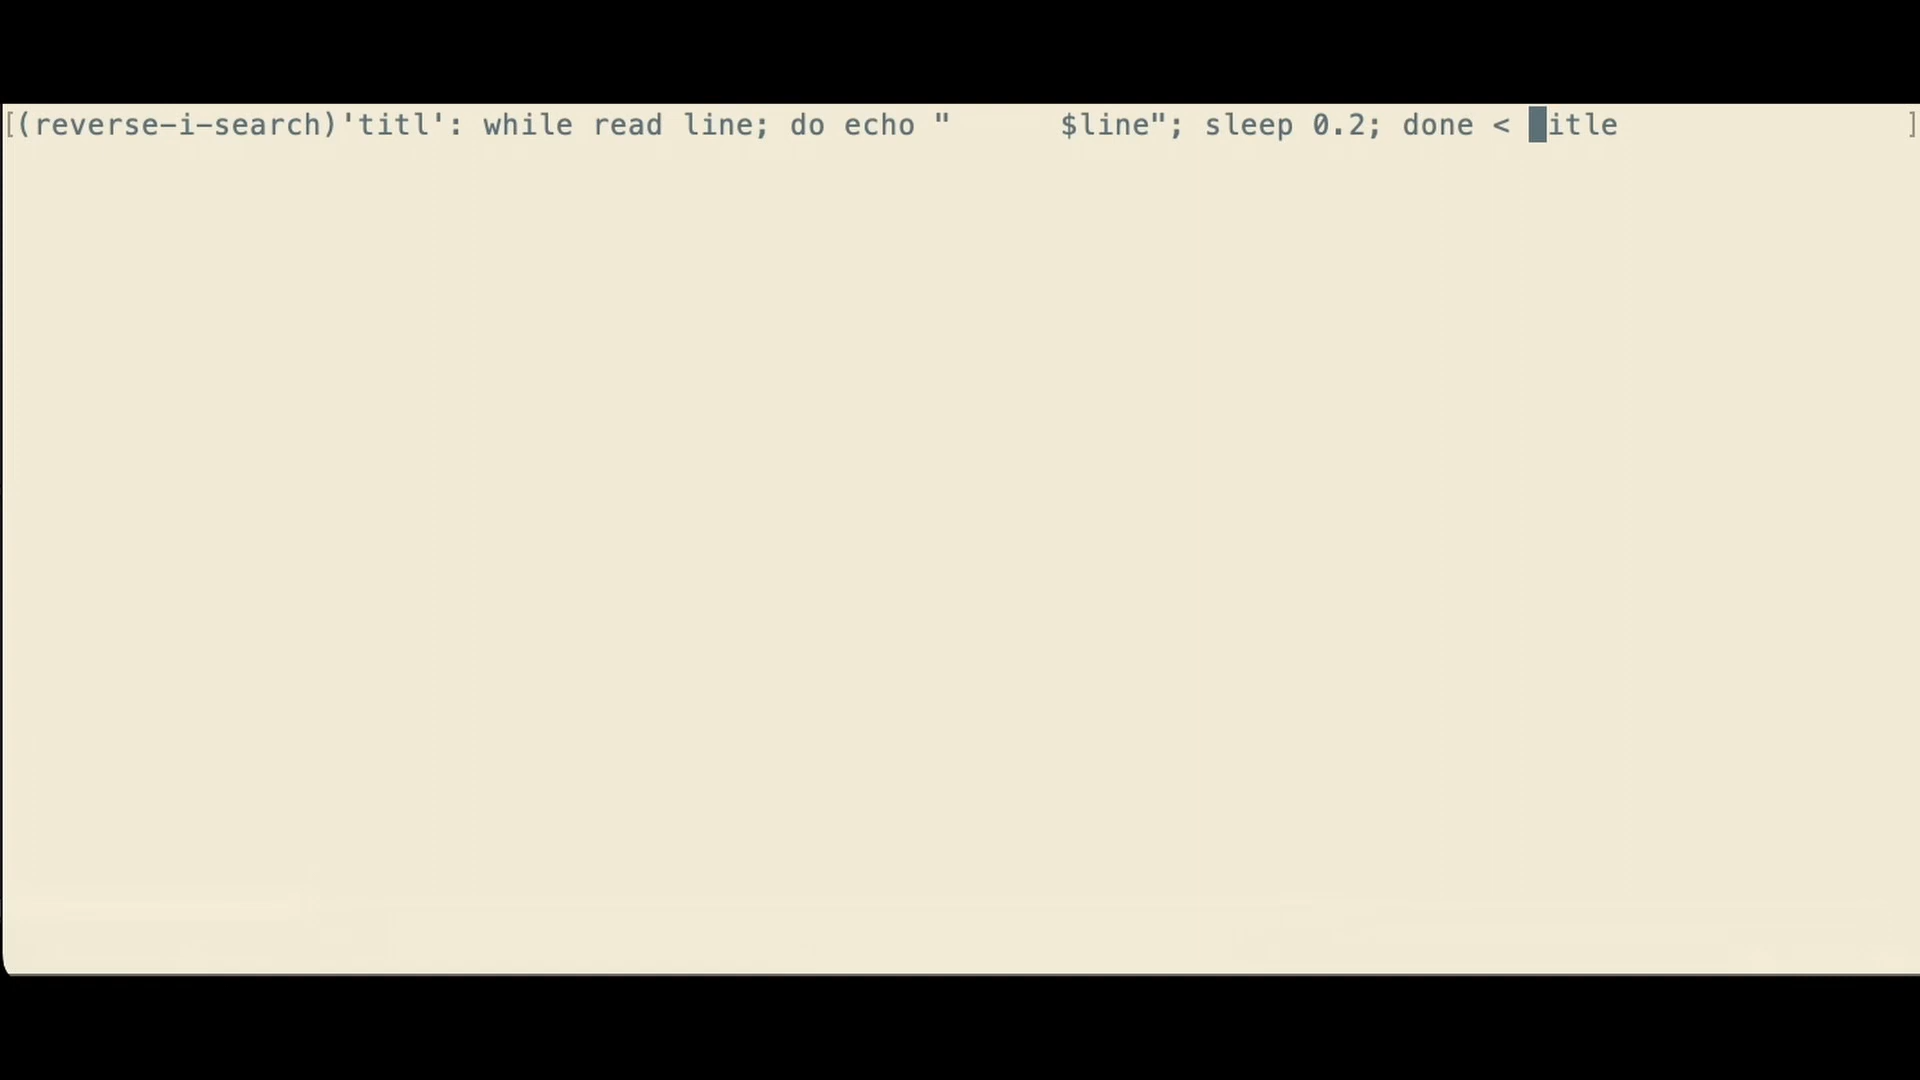 [(reverse-i-search)'titl': while read line; do echo "      $line"; sleep 0.2; done < title ]